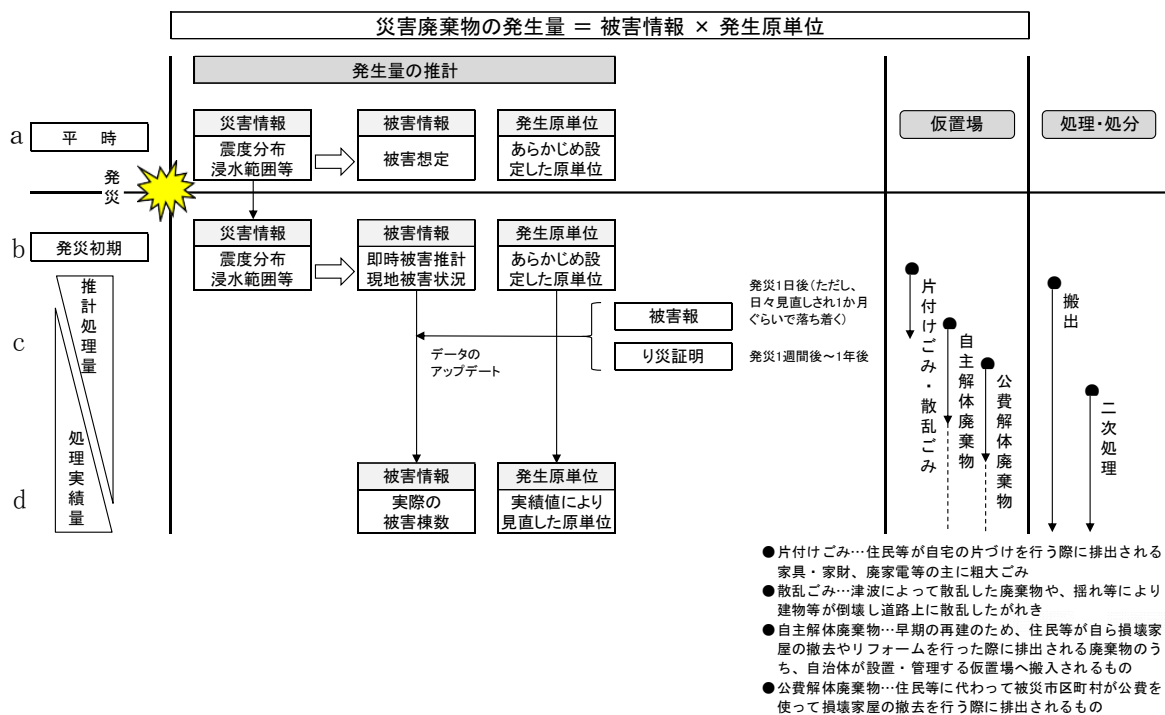 災害廃棄物の発生量 ＝ 被害情報 × 発生原単位
発生量の推計
仮置場
処理・処分
a
平 時
災害情報
震度分布
浸水範囲等
被害情報
被害想定
発生原単位
あらかじめ設
定した原単位
発災
b
発災初期
災害情報
震度分布
浸水範囲等
被害情報
即時被害推計
現地被害状況
発生原単位
あらかじめ設
定した原単位
c
推計処理量
処理実績量
データの
アップデート
被害報
発災1日後（ただし、
日々見直しされ1か月
ぐらいで落ち着く）
り災証明
発災1週間後～1年後
片付けごみ・散乱ごみ
自主解体廃棄物
公費解体廃棄物
搬出
二次処理
d
被害情報
実際の
被害棟数
発生原単位
実績値により
見直した原単位
●片付けごみ…住民等が自宅の片づけを行う際に排出される
家具・家財、廃家電等の主に粗大ごみ
●散乱ごみ…津波によって散乱した廃棄物や、揺れ等により
建物等が倒壊し道路上に散乱したがれき
●自主解体廃棄物…早期の再建のため、住民等が自ら損壊家
屋の撤去やリフォームを行った際に排出される廃棄物のう
ち、自治体が設置・管理する仮置場へ搬入されるもの
●公費解体廃棄物…住民等に代わって被災市区町村が公費を
使って損壊家屋の撤去を行う際に排出されるもの